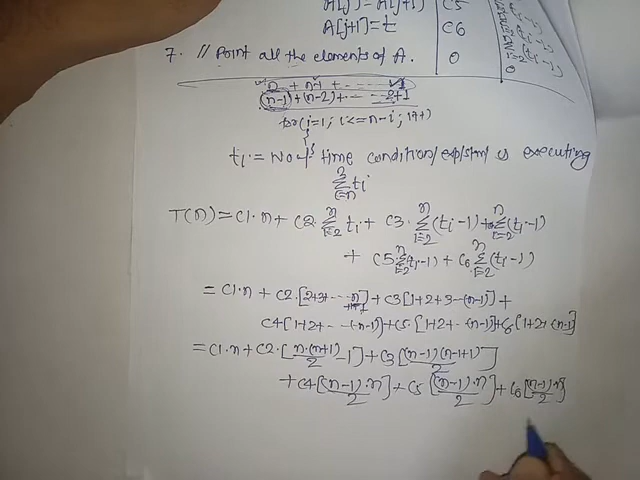 A[j] = A[j+1] C5
A[j+1] = t C6
7. // Point all the elements of A. 0 0
n + n-1 + ------
(n-1) + (n-2) + --- --- 2+1
for(i=1; i<=n-i; i++)
{
ti = No of time condition is executing
∑ ti
T(n) = C1.n + C2.∑ti + C3.∑(ti-1) + ∑(ti-1)
+ C5∑(ti-1) + C6∑(ti-1)
= C1.n + C2.[2+3+ --- n] + C3[1+2+3-(n-1)] +
C4[1+2+ -- -(n-1)] + C5.[1+2+ -- (n-1)] + C6[1+2+ (n-1)]
= C1.n + C2.[n.(n+1)/2 -1] + C3[(n-1)(n-1+1)/2]
+ C4[(n-1).n/2] + C5[(n-1).n/2] + C6[(n-1).n/2]